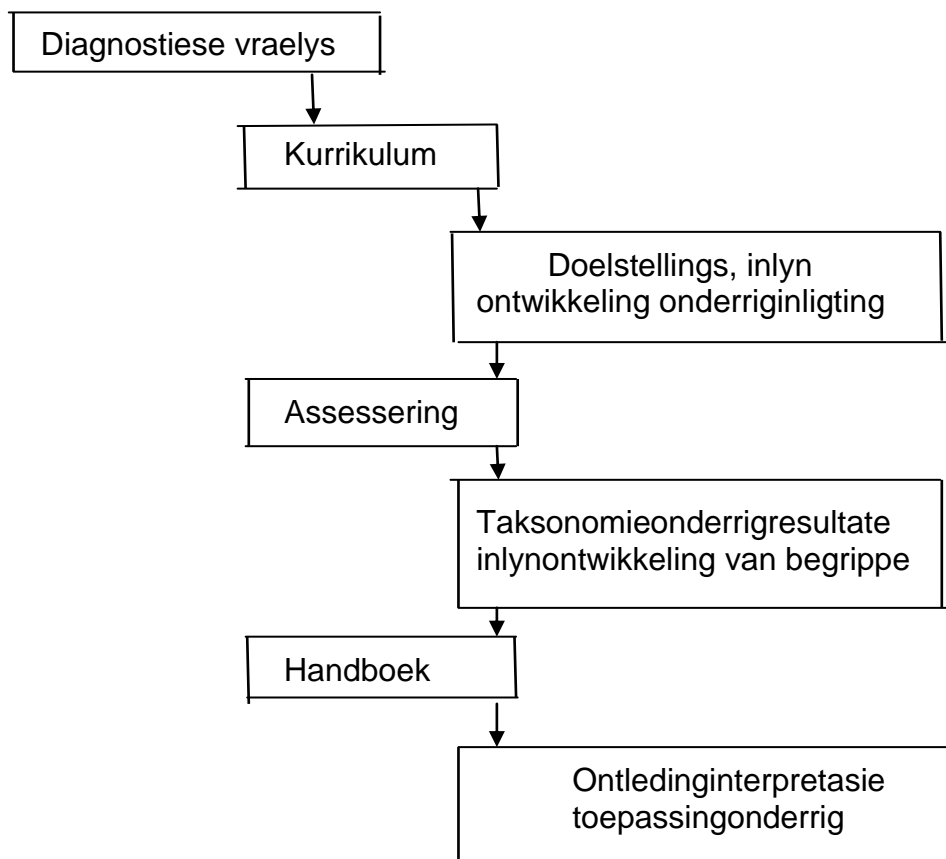 Diagnostiese vraelys
Kurrikulum
Doelstellings, inlyn
ontwikkeling onderriginligting
Assessering
Taksonomieonderrigresultate
inlynontwikkeling van begrippe
Handboek
Ontledinginterpretasie
toepassingonderrig